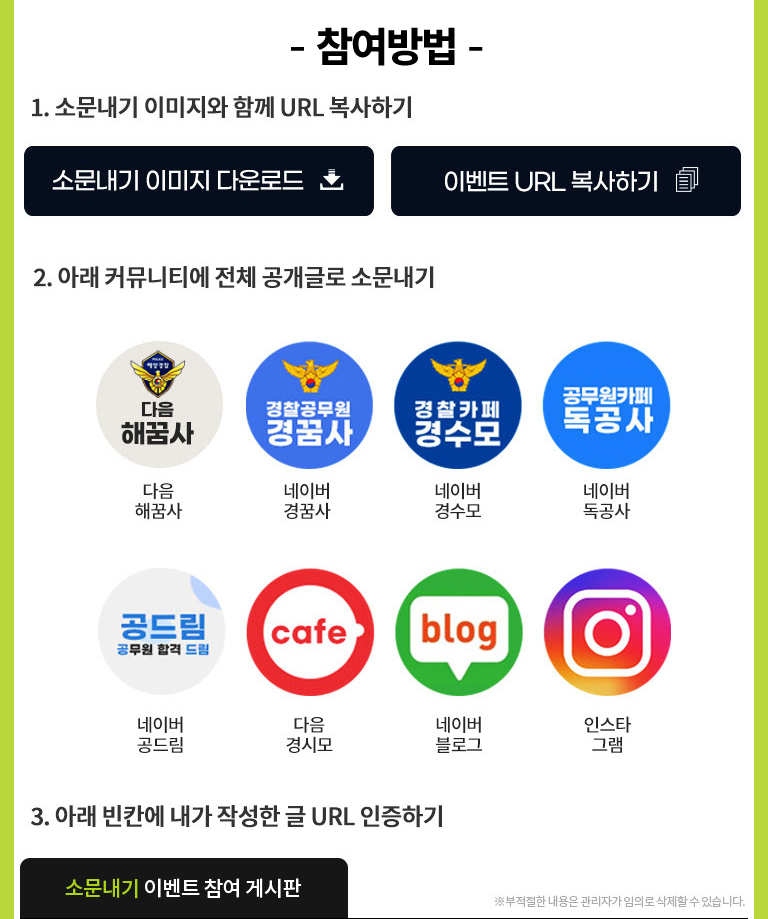 - 참여방법 -
1. 소문내기 이미지와 함께 URL 복사하기
소문내기 이미지 다운로드
이벤트 URL 복사하기
2. 아래 커뮤니티에 전체 공개글로 소문내기
해양경찰
다음
해꿈사
경찰공무원
경꿈사
경찰카페
경수모
공무원카페
독공사
다음
해꿈사
네이버
경꿈사
네이버
경수모
네이버
독공사
공드림
공무원 합격 드림
cafe
blog
네이버
공드림
다음
경시모
네이버
블로그
인스타
그램
3. 아래 빈칸에 내가 작성한 글 URL 인증하기
소문내기 이벤트 참여 게시판
※부적절한 내용은 관리자가 임의로 삭제할 수 있습니다.